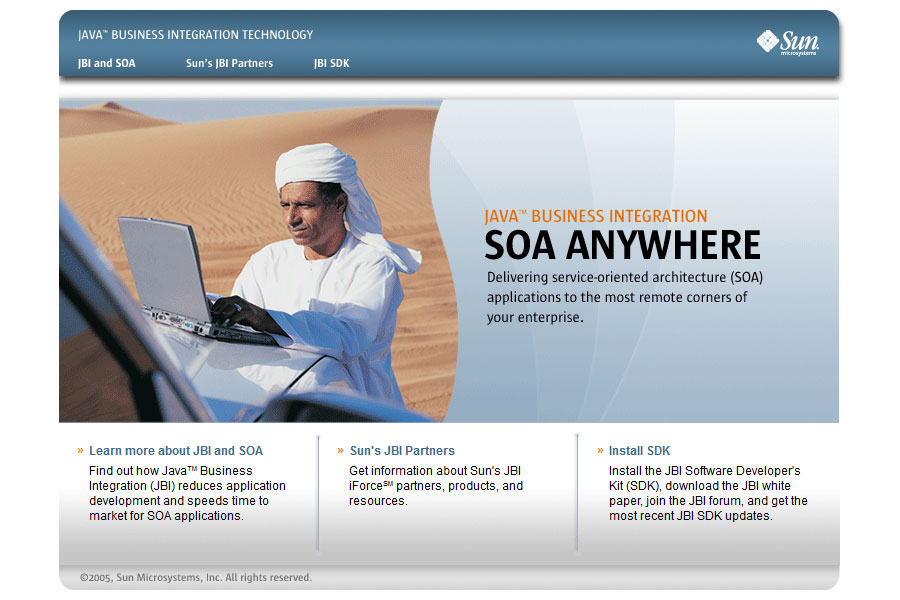 JAVA™ BUSINESS INTEGRATION TECHNOLOGY
Sun
microsystems
JBI and SOA Sun's JBI Partners JBI SDK
JAVA™ BUSINESS INTEGRATION
SOA ANYWHERE
Delivering service-oriented architecture (SOA)
applications to the most remote corners of
your enterprise.
» Learn more about JBI and SOA
Find out how Java™ Business
Integration (JBI) reduces application
development and speeds time to
market for SOA applications.
» Sun's JBI Partners
Get information about Sun's JBI
iForce℠ partners, products, and
resources.
» Install SDK
Install the JBI Software Developer's
Kit (SDK), download the JBI white
paper, join the JBI forum, and get the
most recent JBI SDK updates.
©2005, Sun Microsystems, Inc. All rights reserved.